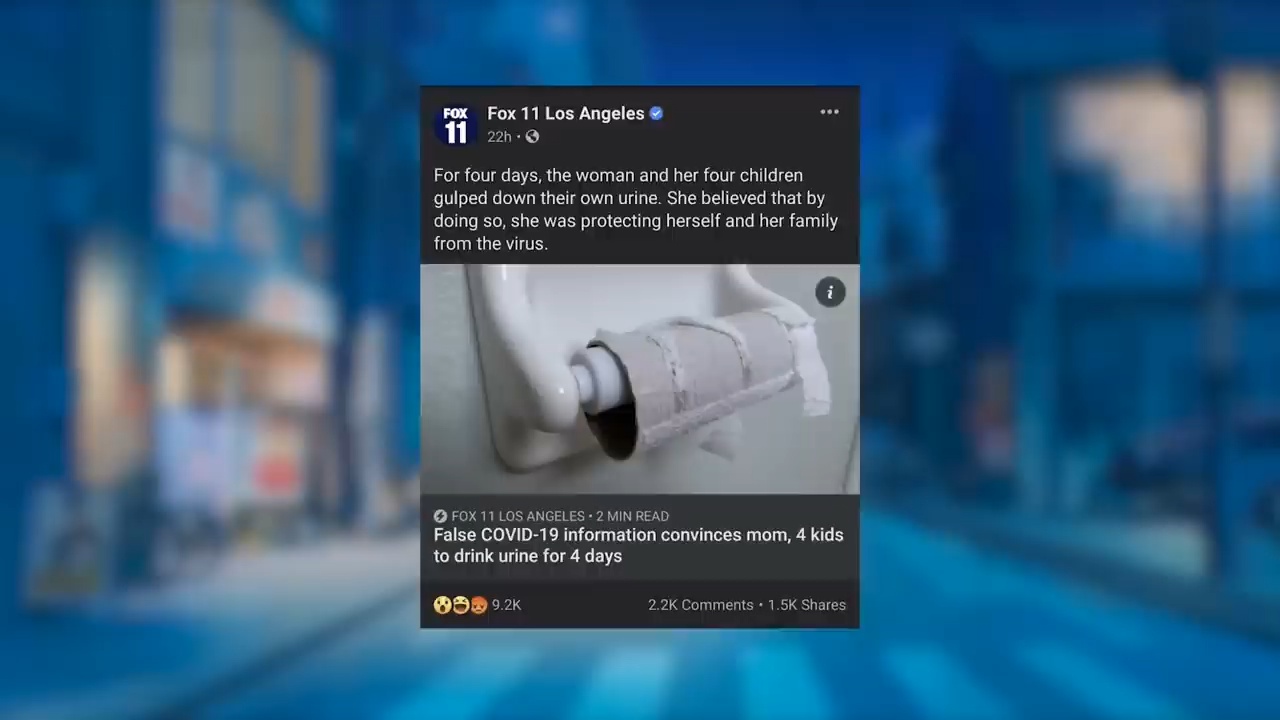 FOX
11
Fox 11 Los Angeles
22h •
For four days, the woman and her four children
gulped down their own urine. She believed that by
doing so, she was protecting herself and her family
from the virus.
i
FOX 11 LOS ANGELES • 2 MIN READ
False COVID-19 information convinces mom, 4 kids
to drink urine for 4 days
9.2K
2.2K Comments • 1.5K Shares